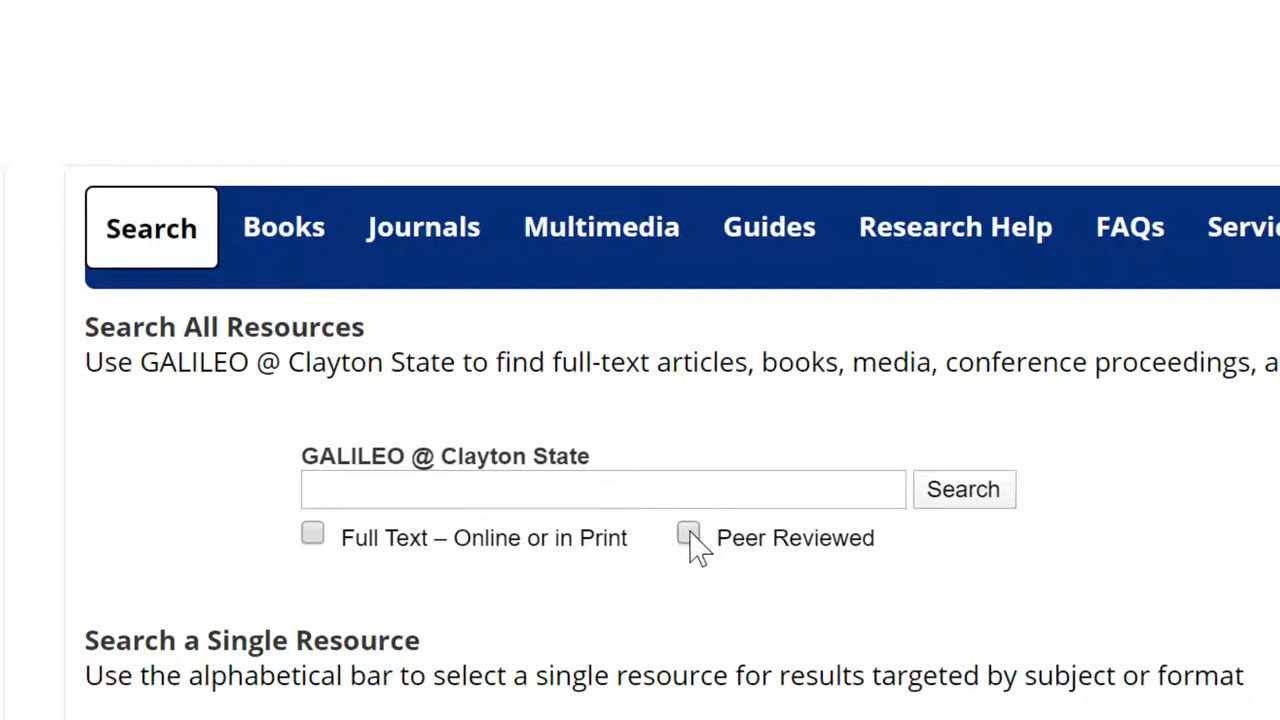 Search Books Journals Multimedia Guides Research Help FAQs
Search All Resources
Use GALILEO @ Clayton State to find full-text articles, books, media, conference proceedings,
GALILEO @ Clayton State
Search
Full Text – Online or in Print Peer Reviewed
Search a Single Resource
Use the alphabetical bar to select a single resource for results targeted by subject or format